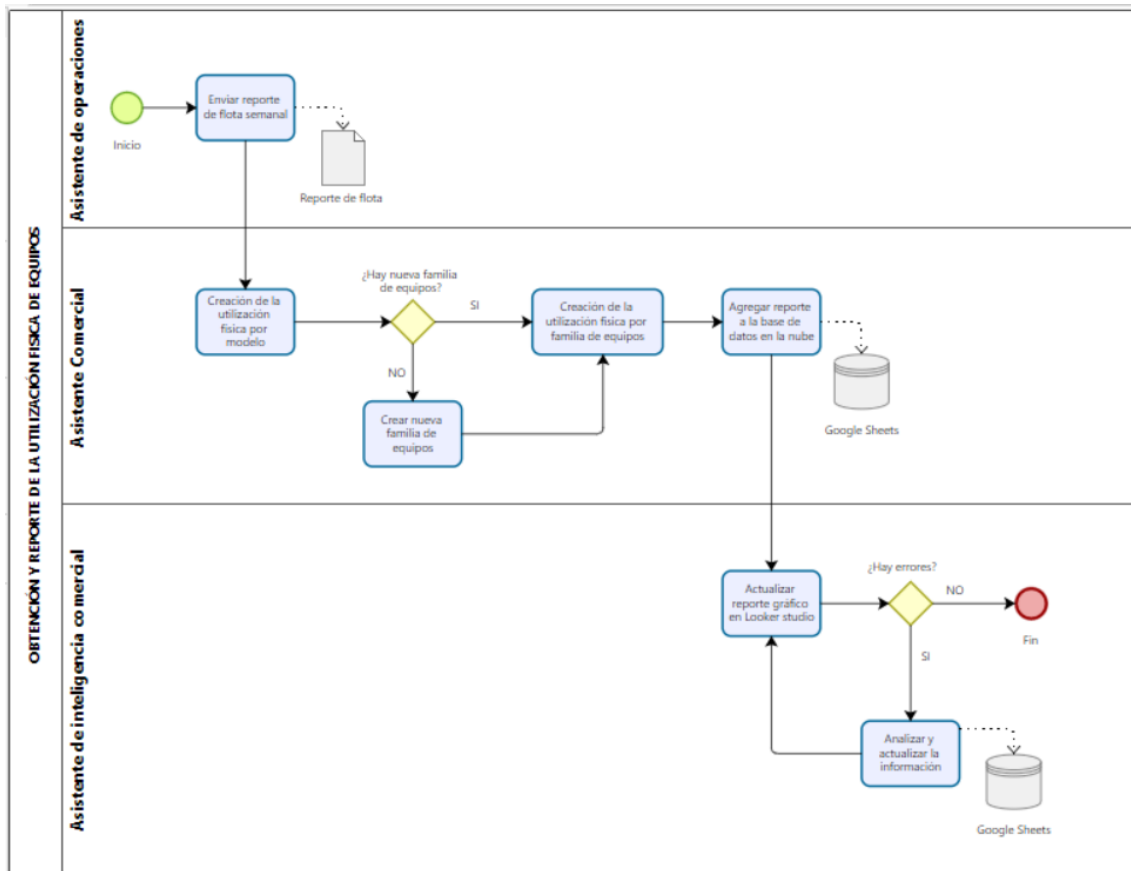 OBTENCIÓN Y REPORTE DE LA UTILIZACIÓN FISICA DE EQUIPOS
Asistente de operaciones
Inicio
Enviar reporte
de flota semanal
Reporte de flota
Asistente Comercial
Creación de la
utilización
física por
modelo
¿Hay nueva familia
de equipos?
SI
NO
Crear nueva
familia de
equipos
Creación de la
utilización física por
familia de equipos
Agregar reporte
a la base de
datos en la nube
Google Sheets
Asistente de inteligencia comercial
Actualizar
reporte gráfico
en Looker studio
¿Hay errores?
NO
Fin
SI
Analizar y
actualizar la
información
Google Sheets